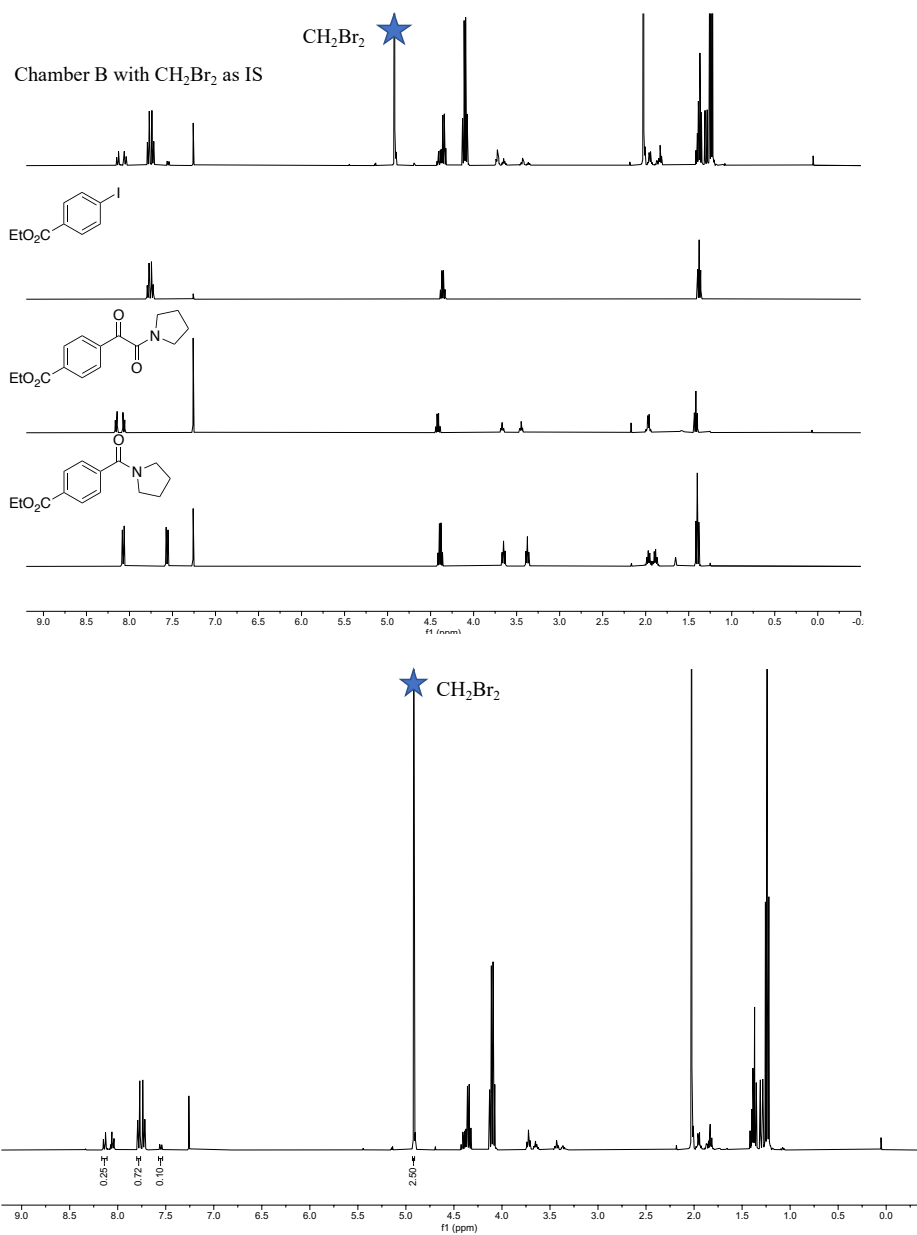 CH₂Br₂
Chamber B with CH₂Br₂ as IS
I
EtO₂C
O
N
O
EtO₂C
O
N
EtO₂C
9.0 8.5 8.0 7.5 7.0 6.5 6.0 5.5 5.0 4.5 4.0 3.5 3.0 2.5 2.0 1.5 1.0 0.5 0.0 -0.
f1 (ppm)
CH₂Br₂
0.25 0.72 0.10 2.50
9.0 8.5 8.0 7.5 7.0 6.5 6.0 5.5 5.0 4.5 4.0 3.5 3.0 2.5 2.0 1.5 1.0 0.5 0.0
f1 (ppm)